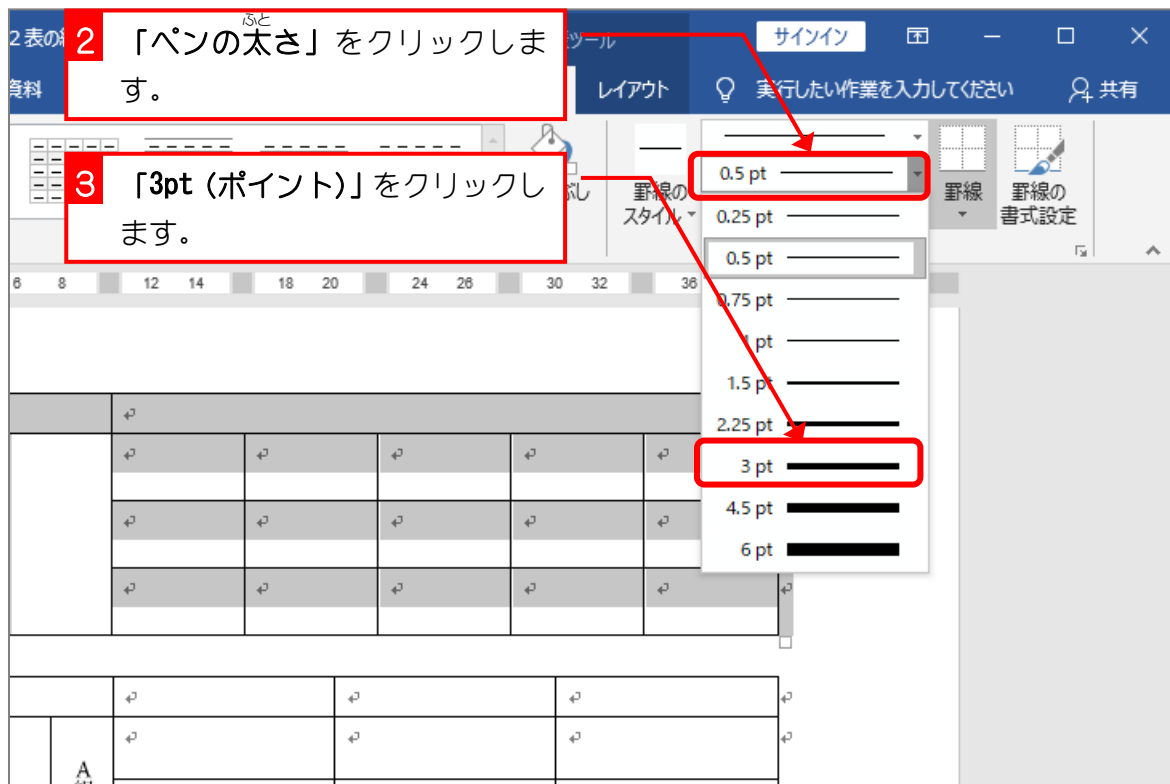 2 表の
2
「ペンの太さ」をクリックしま
ふと
す。
ツール
サインイン
資料
レイアウト
実行したい作業を入力してください
共有
3
「3pt (ポイント)」をクリックし
ます。
罫線の
スタイル
0.5 pt
罫線
罫線の
書式設定
0.25 pt
0.5 pt
0.75 pt
pt
1.5 pt
2.25 pt
3 pt
4.5 pt
6 pt
6 8 12 14 18 20 24 26 30 32 36
A